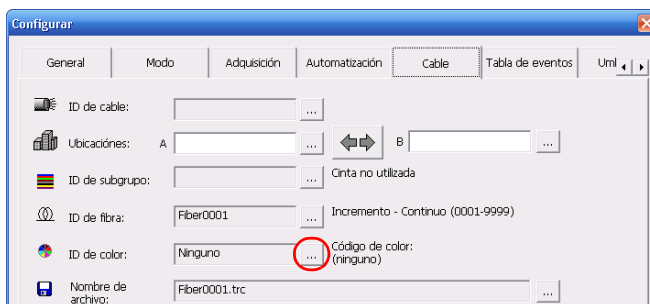 Configurar
General Modo Adquisición Automatización Cable Tabla de eventos
ID de cable: ...
Ubicaciónes: A ... B ...
ID de subgrupo: ... Cinta no utilizada
ID de fibra: Fiber0001 ... Incremento - Continuo (0001-9999)
ID de color: Ninguno ... Código de color:
(ninguno)
Nombre de
archivo: Fiber0001.trc ...